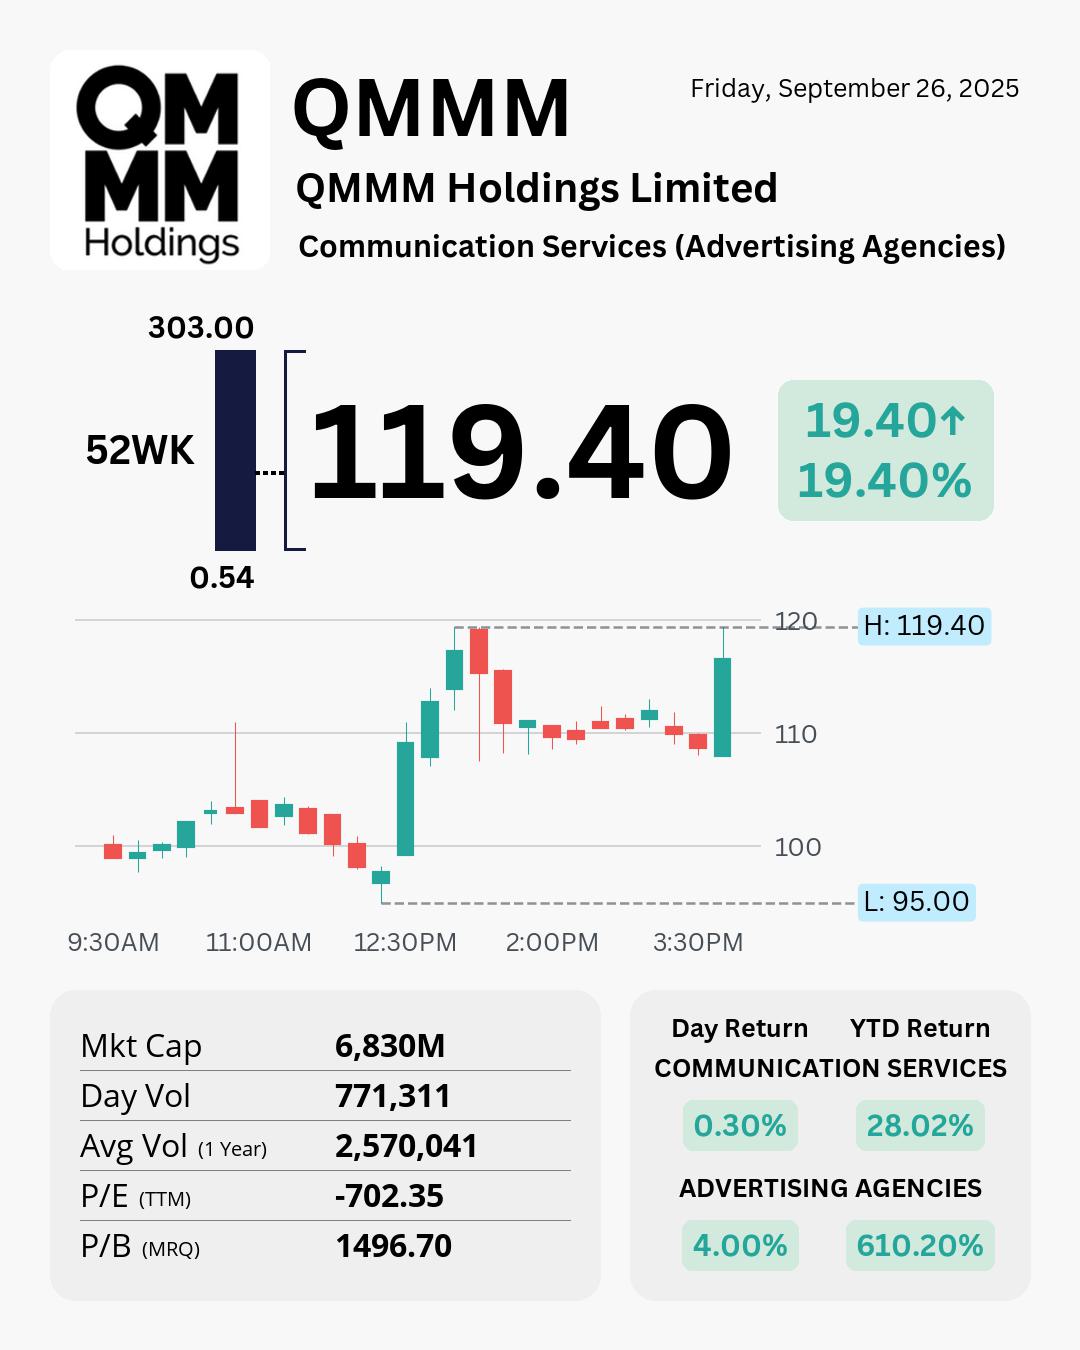 QM
MM
Holdings
QMMM
Friday, September 26, 2025
QMMM Holdings Limited
Communication Services (Advertising Agencies)
303.00
52WK
0.54
119.40
19.40↑
19.40%
120
H: 119.40
110
100
L: 95.00
9:30AM 11:00AM 12:30PM 2:00PM 3:30PM
Mkt Cap 6,830M
Day Vol 771,311
Avg Vol (1 Year) 2,570,041
P/E (TTM) -702.35
P/B (MRQ) 1496.70
Day Return YTD Return
COMMUNICATION SERVICES
0.30% 28.02%
ADVERTISING AGENCIES
4.00% 610.20%